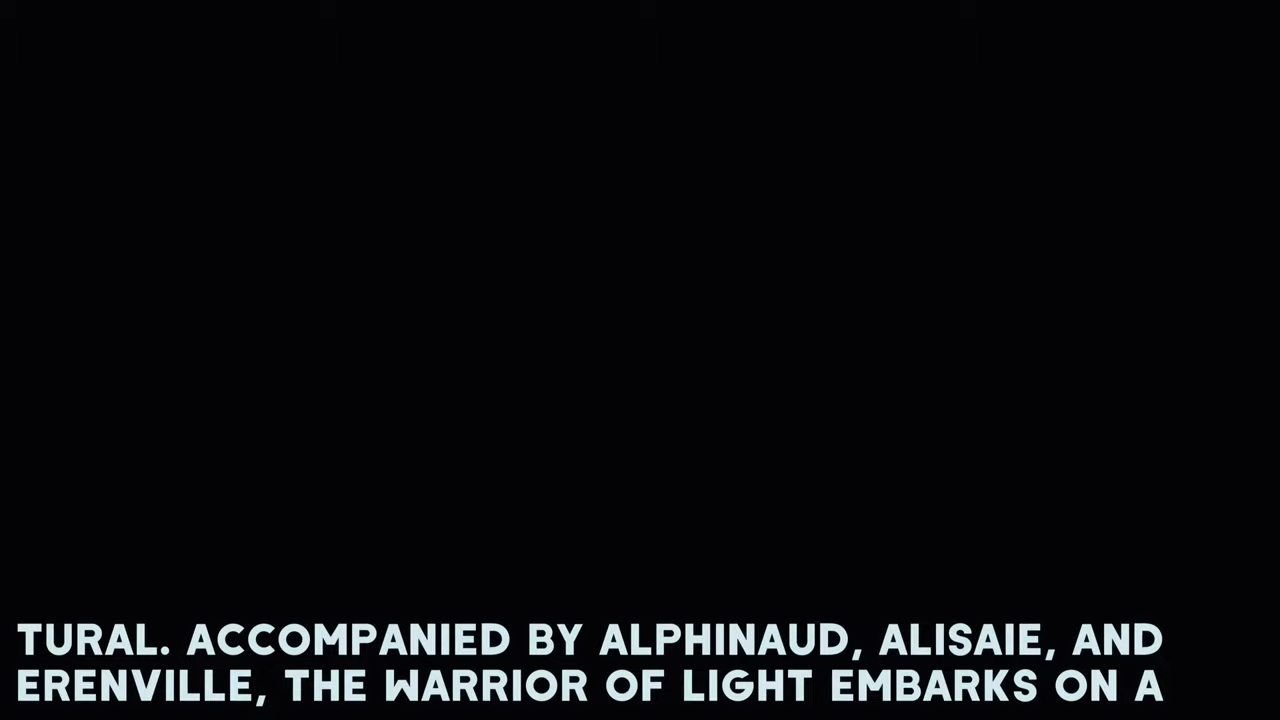 TURAL. ACCOMPANIED BY ALPHINAUD, ALISAIE, AND
ERENVILLE, THE WARRIOR OF LIGHT EMBARKS ON A